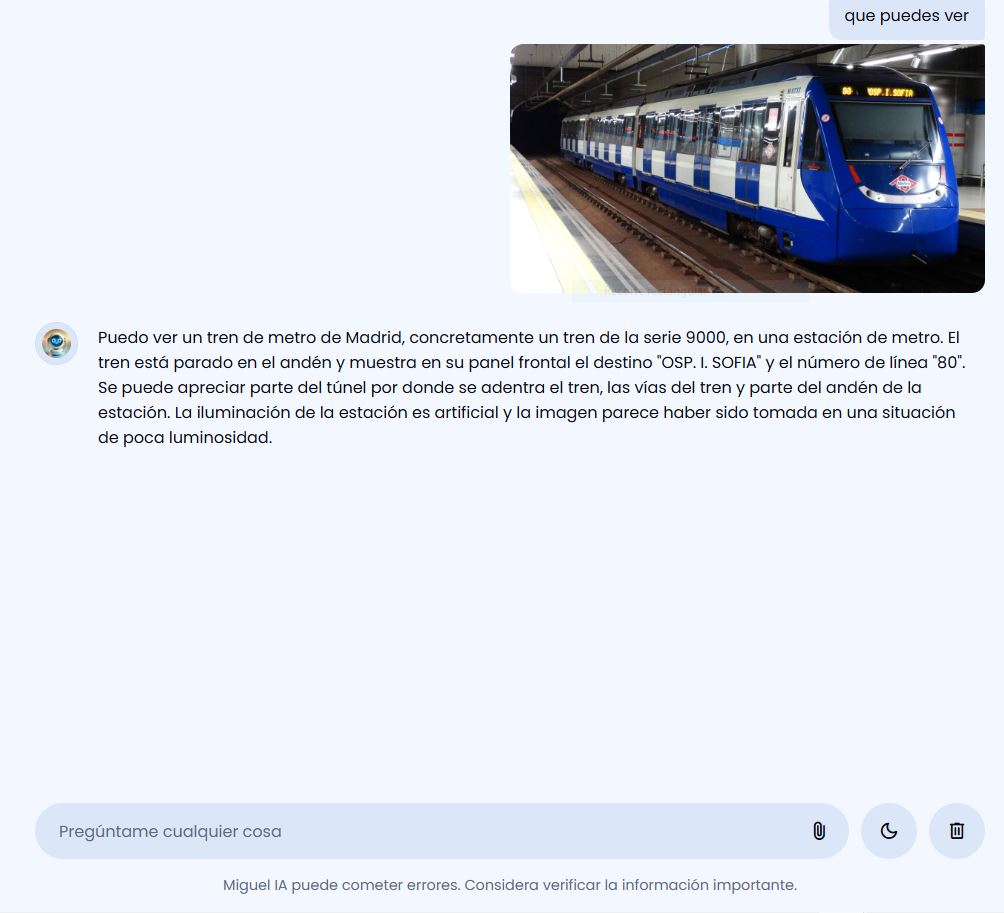 que puedes ver
80 OSP.I.SOFIA
Puedo ver un tren de metro de Madrid, concretamente un tren de la serie 9000, en una estación de metro. El
tren está parado en el andén y muestra en su panel frontal el destino "OSP. I. SOFIA" y el número de línea "80".
Se puede apreciar parte del túnel por donde se adentra el tren, las vías del tren y parte del andén de la
estación. La iluminación de la estación es artificial y la imagen parece haber sido tomada en una situación
de poca luminosidad.
Pregúntame cualquier cosa
Miguel IA puede cometer errores. Considera verificar la información importante.